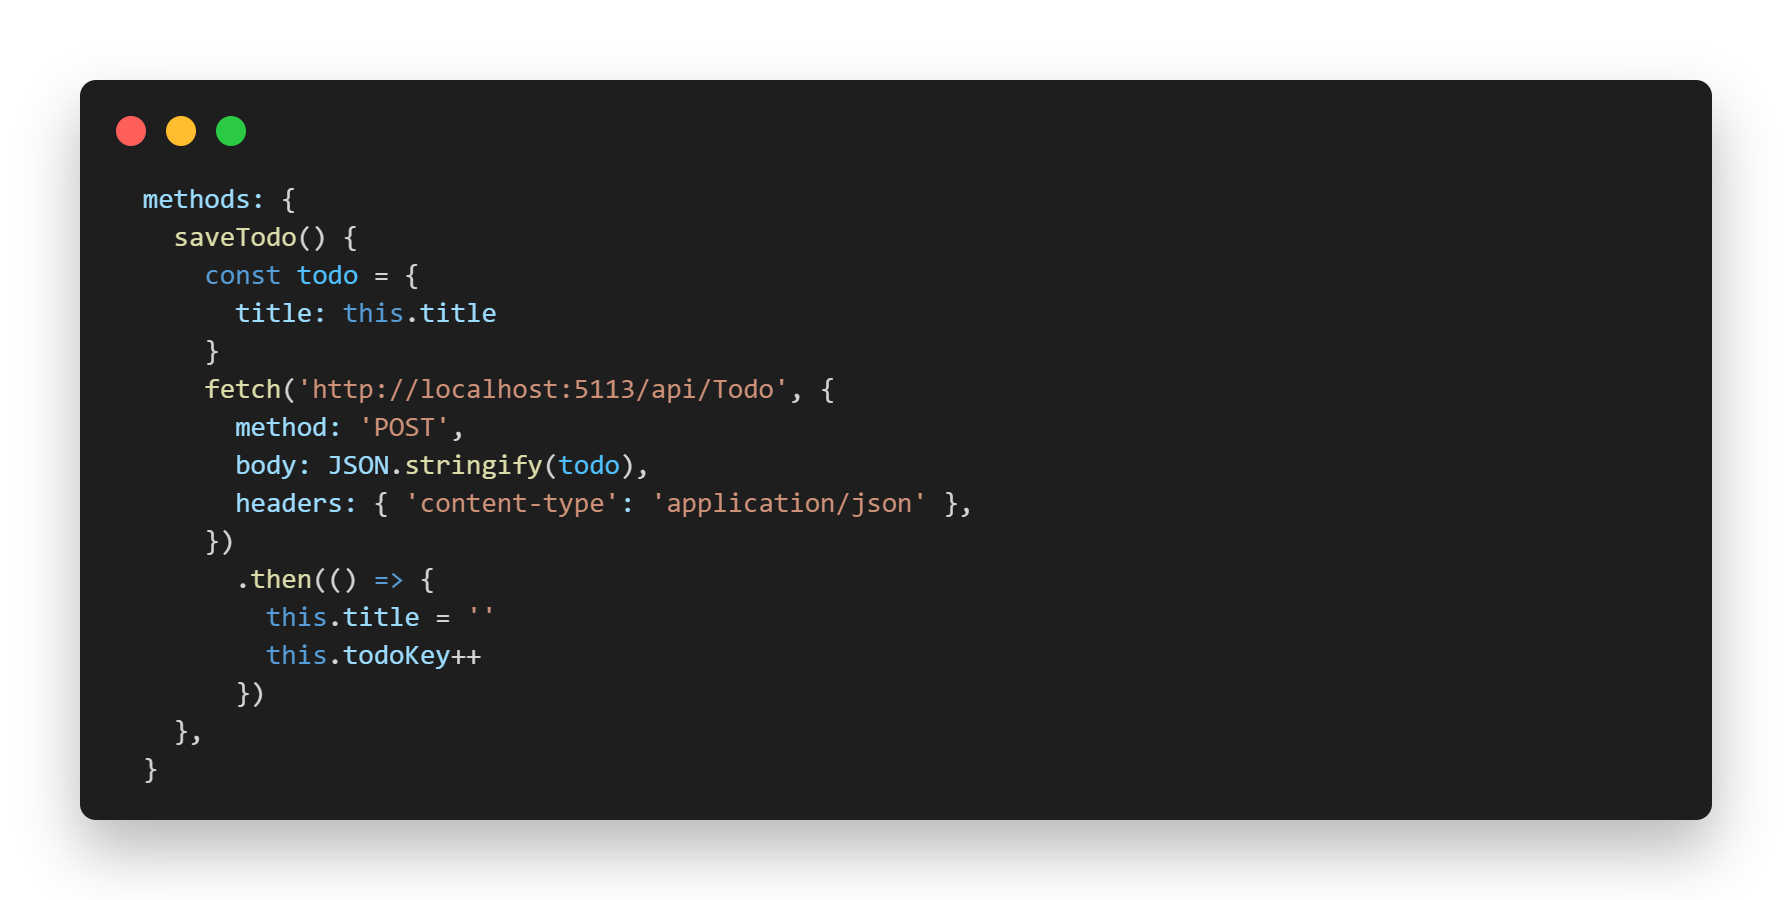 methods: {
  saveTodo() {
    const todo = {
      title: this.title
    }
    fetch('http://localhost:5113/api/Todo', {
      method: 'POST',
      body: JSON.stringify(todo),
      headers: { 'content-type': 'application/json' },
    })
      .then(() => {
        this.title = ''
        this.todoKey++
      })
  },
}